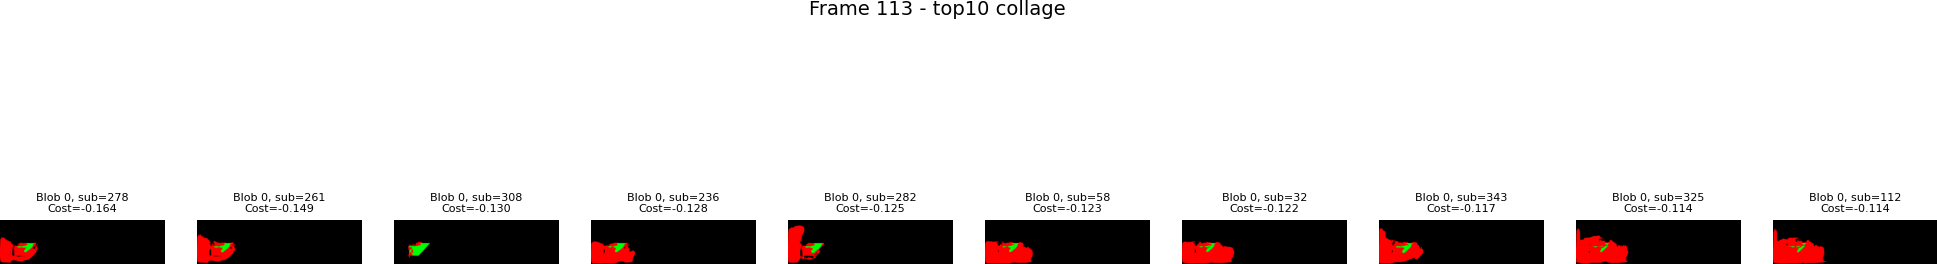 Frame 113 - top10 collage
Blob 0, sub=278
Cost=-0.164
Blob 0, sub=261
Cost=-0.149
Blob 0, sub=308
Cost=-0.130
Blob 0, sub=236
Cost=-0.128
Blob 0, sub=282
Cost=-0.125
Blob 0, sub=58
Cost=-0.123
Blob 0, sub=32
Cost=-0.122
Blob 0, sub=343
Cost=-0.117
Blob 0, sub=325
Cost=-0.114
Blob 0, sub=112
Cost=-0.114